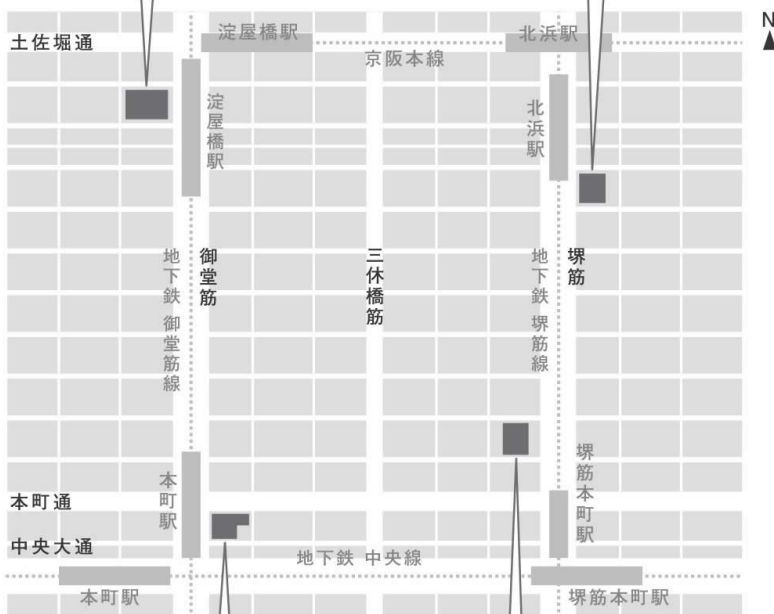 N
土佐堀通
淀屋橋駅
北浜駅
京阪本線
淀屋橋駅
北浜駅
地下鉄 御堂筋線
御堂筋
三休橋筋
地下鉄 堺筋線
堺筋
本町駅
堺筋本町駅
本町通
中央大通
地下鉄 中央線
本町駅
堺筋本町駅